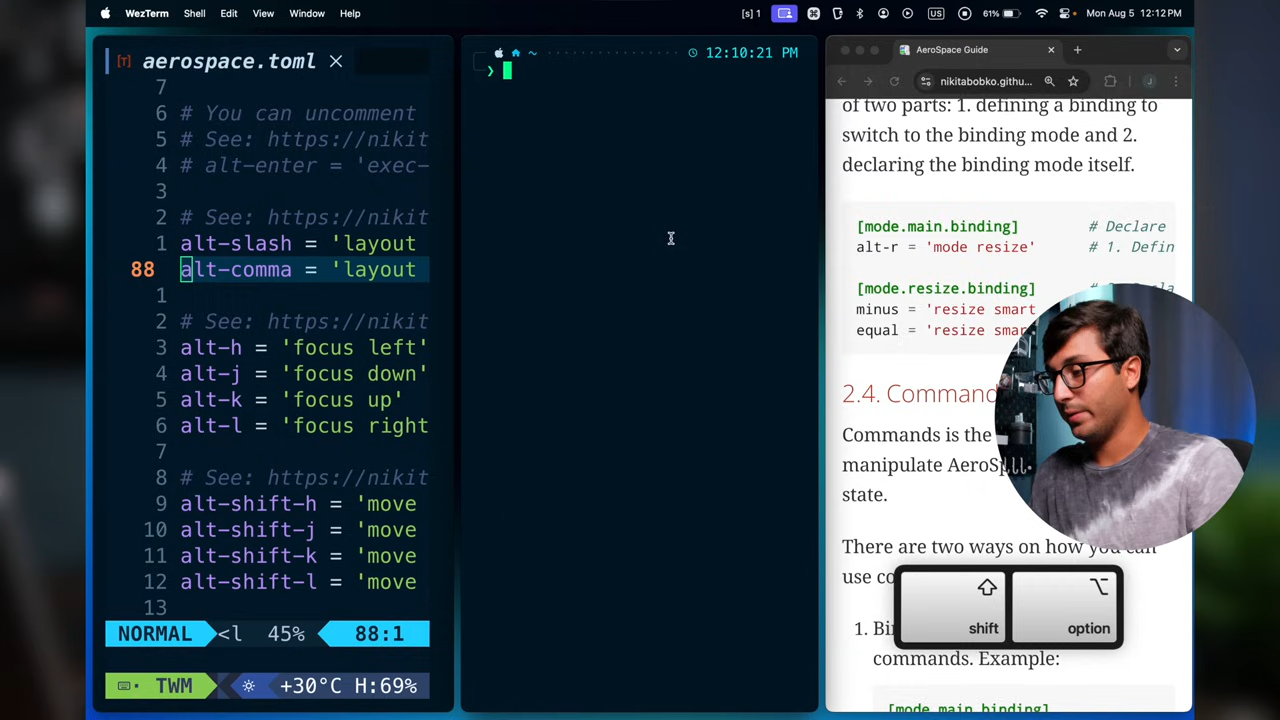 WezTerm Shell Edit View Window Help [s] 1 US 61% Mon Aug 5 12:12 PM
[T] aerospace.toml
7
6 # You can uncomment
5 # See: https://nikit
4 # alt-enter = 'exec-
3
2 # See: https://nikit
1 alt-slash = 'layout
88 alt-comma = 'layout
1
2 # See: https://nikit
3 alt-h = 'focus left'
4 alt-j = 'focus down'
5 alt-k = 'focus up'
6 alt-l = 'focus right
7
8 # See: https://nikit
9 alt-shift-h = 'move
10 alt-shift-j = 'move
11 alt-shift-k = 'move
12 alt-shift-l = 'move
13
NORMAL <l 45% 88:1
TWM +30°C H:69%
~ 12:10:21 PM
❯
AeroSpace Guide
nikitabobko.githu... J
of two parts: 1. defining a binding to
switch to the binding mode and 2.
declaring the binding mode itself.
[mode.main.binding] # Declare
alt-r = 'mode resize' # 1. Defin
[mode.resize.binding]
minus = 'resize smart
equal = 'resize smar
2.4. Command
Commands is the
manipulate AeroSp
state.
There are two ways on how you can
use co
1. Bi
commands. Example:
[mode.main.binding]
shift option